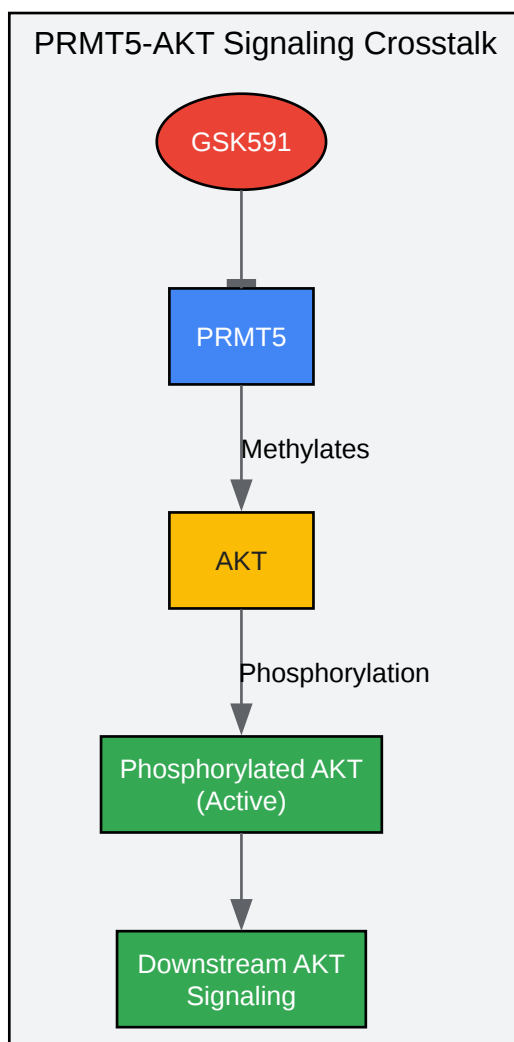 PRMT5-AKT Signaling Crosstalk
GSK591
PRMT5
Methylates
AKT
Phosphorylation
Phosphorylated AKT
(Active)
Downstream AKT
Signaling